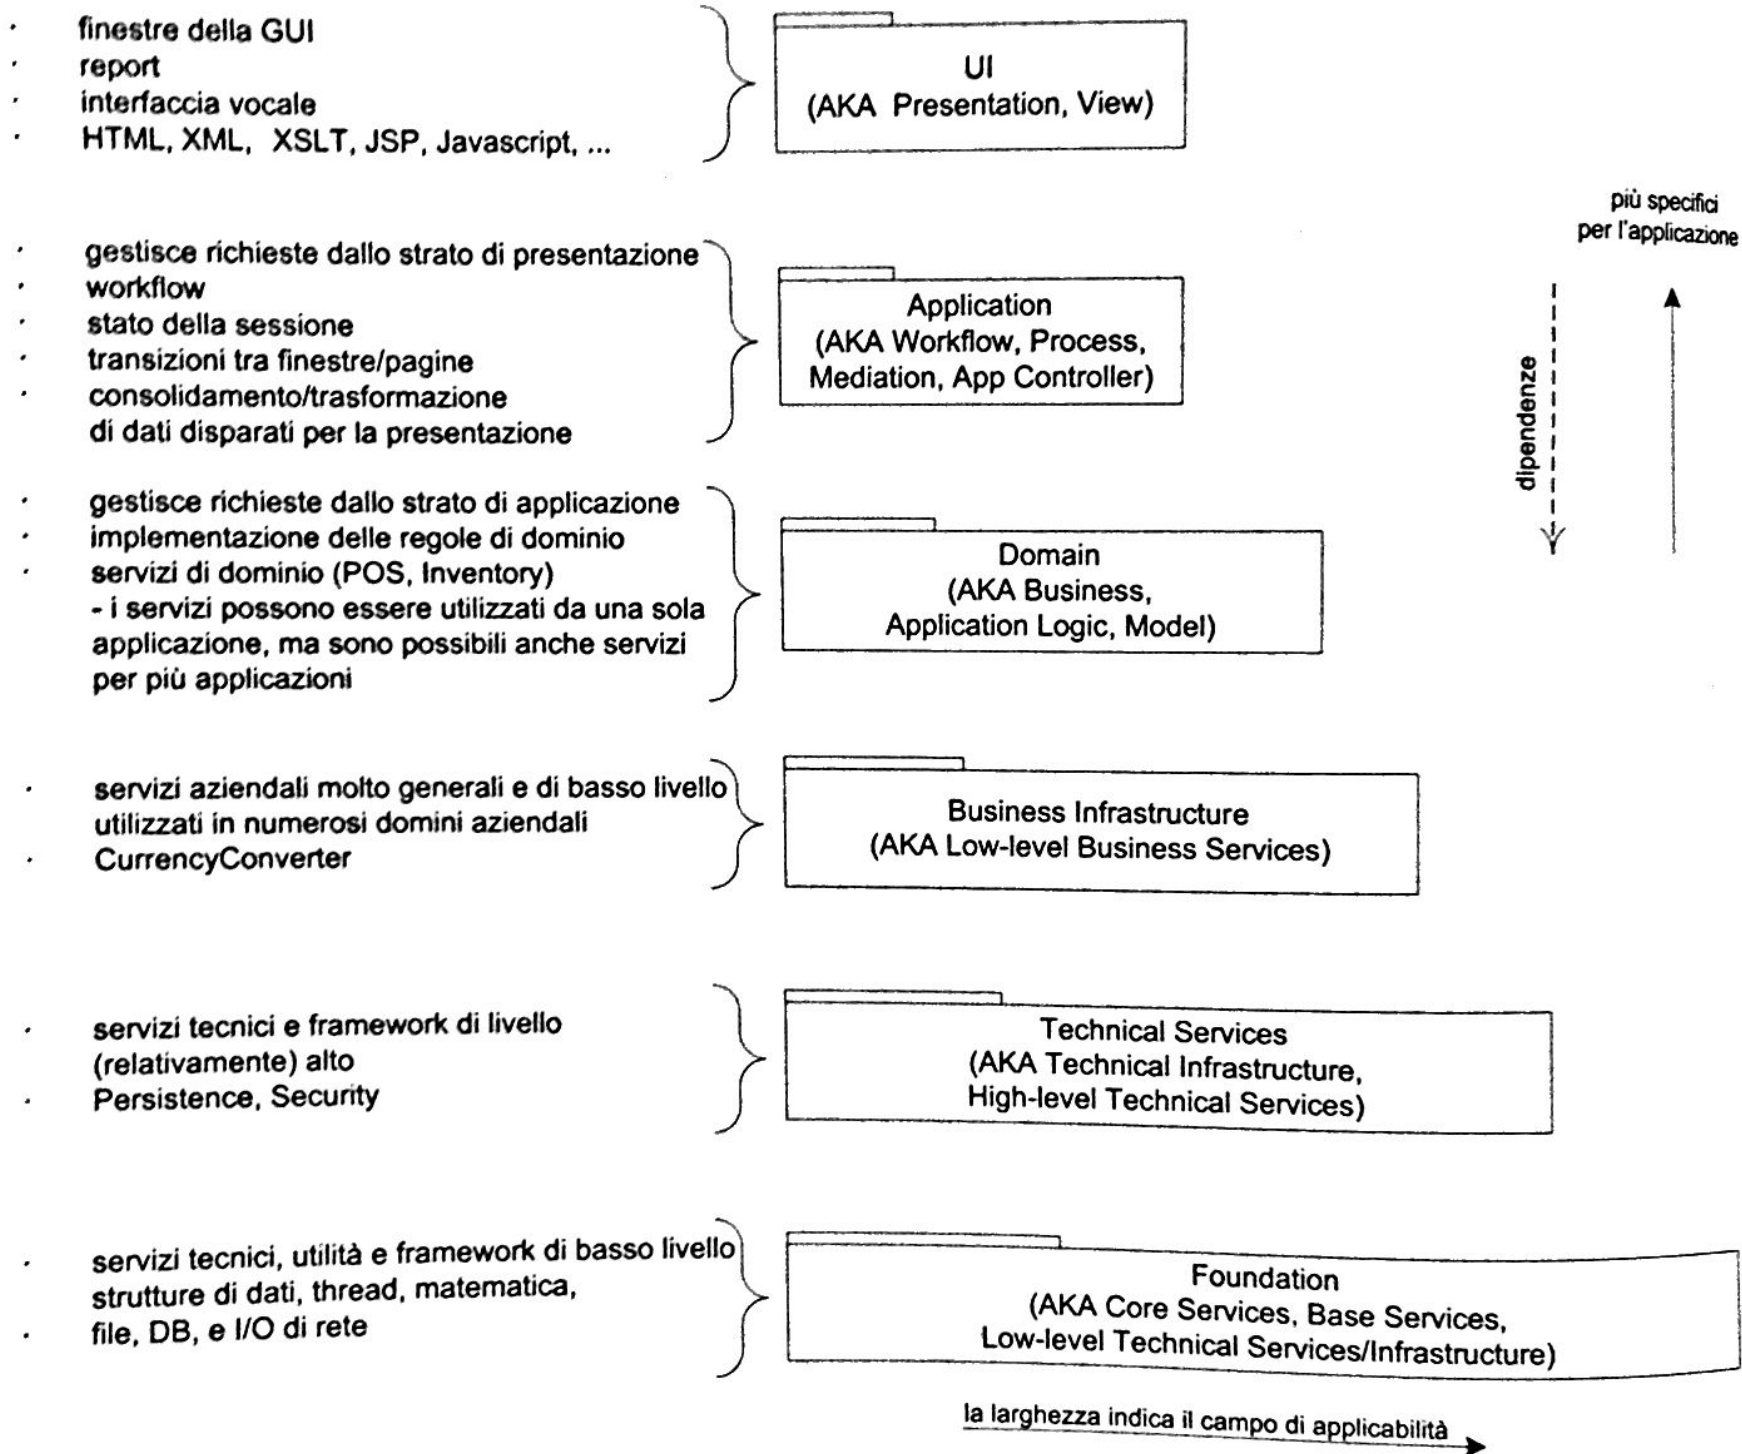 · finestre della GUI
· report
· interfaccia vocale
· HTML, XML, XSLT, JSP, Javascript, ...
UI
(AKA Presentation, View)
più specifici
per l'applicazione
dipendenze
· gestisce richieste dallo strato di presentazione
· workflow
· stato della sessione
· transizioni tra finestre/pagine
· consolidamento/trasformazione
di dati disparati per la presentazione
Application
(AKA Workflow, Process,
Mediation, App Controller)
· gestisce richieste dallo strato di applicazione
· implementazione delle regole di dominio
· servizi di dominio (POS, Inventory)
- i servizi possono essere utilizzati da una sola
applicazione, ma sono possibili anche servizi
per più applicazioni
Domain
(AKA Business,
Application Logic, Model)
· servizi aziendali molto generali e di basso livello
utilizzati in numerosi domini aziendali
· CurrencyConverter
Business Infrastructure
(AKA Low-level Business Services)
· servizi tecnici e framework di livello
(relativamente) alto
· Persistence, Security
Technical Services
(AKA Technical Infrastructure,
High-level Technical Services)
· servizi tecnici, utilità e framework di basso livello
strutture di dati, thread, matematica,
· file, DB, e I/O di rete
Foundation
(AKA Core Services, Base Services,
Low-level Technical Services/Infrastructure)
la larghezza indica il campo di applicabilità